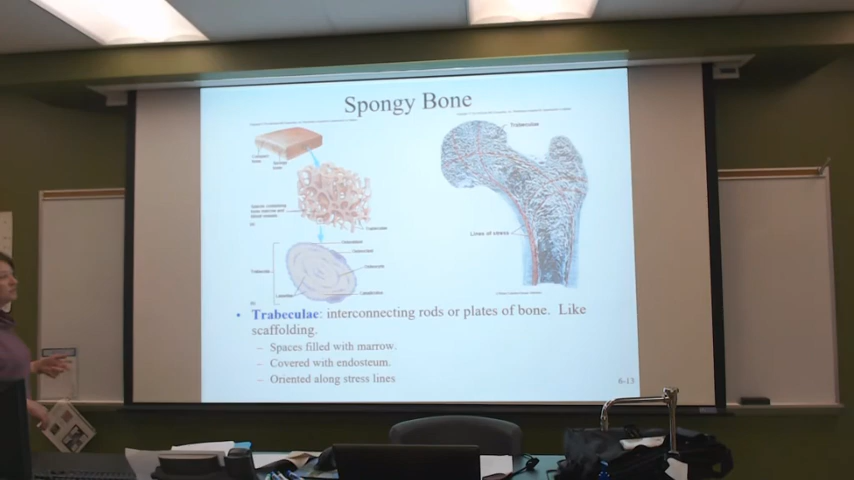 Spongy Bone
Trabeculae
Lines of stress
• Trabeculae: interconnecting rods or plates of bone. Like
scaffolding.
– Spaces filled with marrow.
– Covered with endosteum.
– Oriented along stress lines
6-13